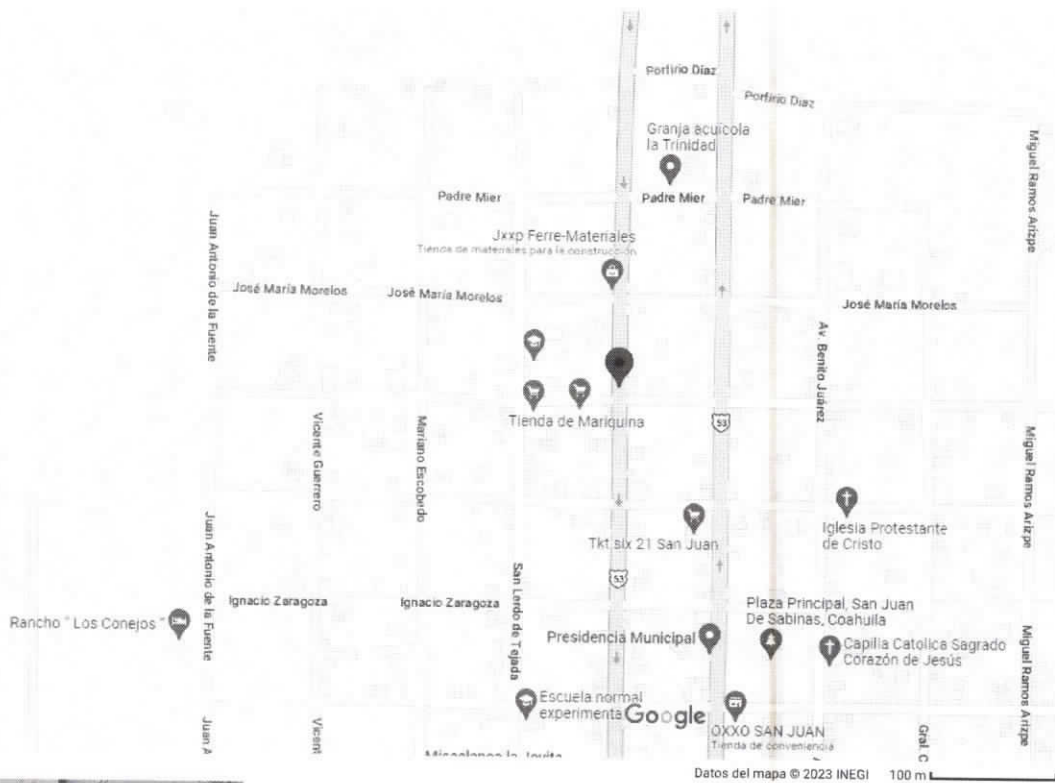 Porfirio Díaz
Porfirio Díaz
Granja acuícola
la Trinidad
Miguel Ramos Arizpe
Padre Mier
Padre Mier
Padre Mier
Juan Antonio de la Fuente
Jxxp Ferre-Materiales
Tienda de materiales para la construcción
José María Morelos
José María Morelos
José María Morelos
Av. Benito Juárez
Tienda de Mariquina
53
Vicente Guerrero
Mariano Escobedo
Miguel Ramos Arizpe
Juan Antonio de la Fuente
Tkt six 21 San Juan
Iglesia Protestante
de Cristo
53
San Lerdo de Tejada
Ignacio Zaragoza
Ignacio Zaragoza
Plaza Principal, San Juan
De Sabinas, Coahuila
Rancho " Los Conejos "
Presidencia Municipal
Capilla Catolica Sagrado
Corazón de Jesús
Miguel Ramos Arizpe
Escuela normal
experimental
Google
OXXO SAN JUAN
Tienda de conveniencia
Juan A
Vicent
Gral. C
Datos del mapa © 2023 INEGI
100 m